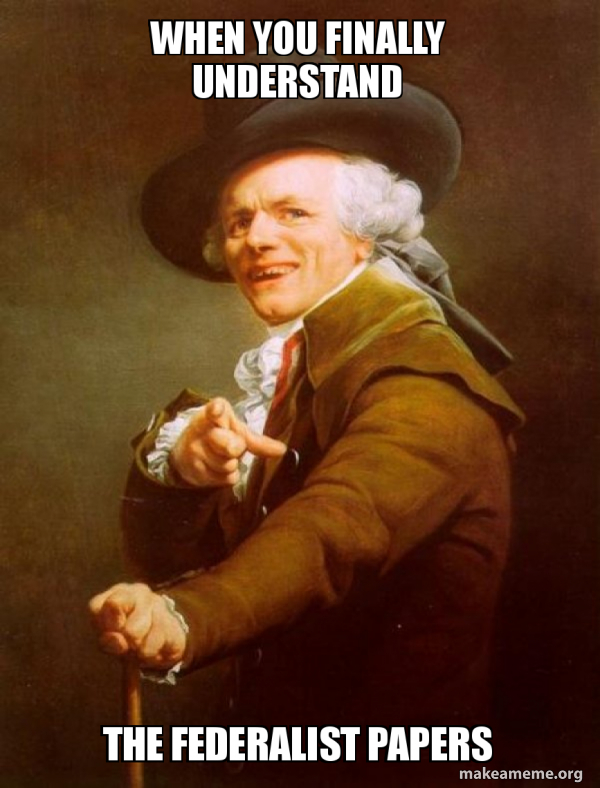 WHEN YOU FINALLY
UNDERSTAND
THE FEDERALIST PAPERS
makeameme.org